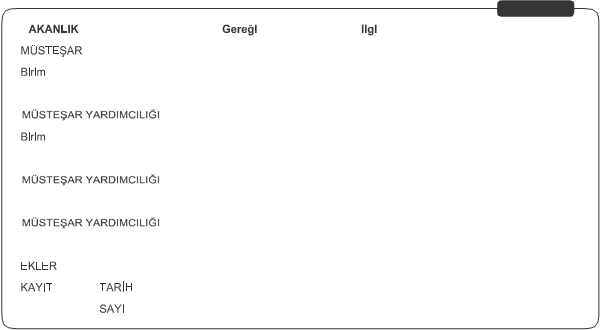 AKANLIK Gereğl Ilgl
MÜSTEŞAR
Blrlm
MÜSTEŞAR YARDIMCILIĞI
Blrlm
MÜSTEŞAR YARDIMCILIĞI
MÜSTEŞAR YARDIMCILIĞI
EKLER
KAYIT TARİH
SAYI